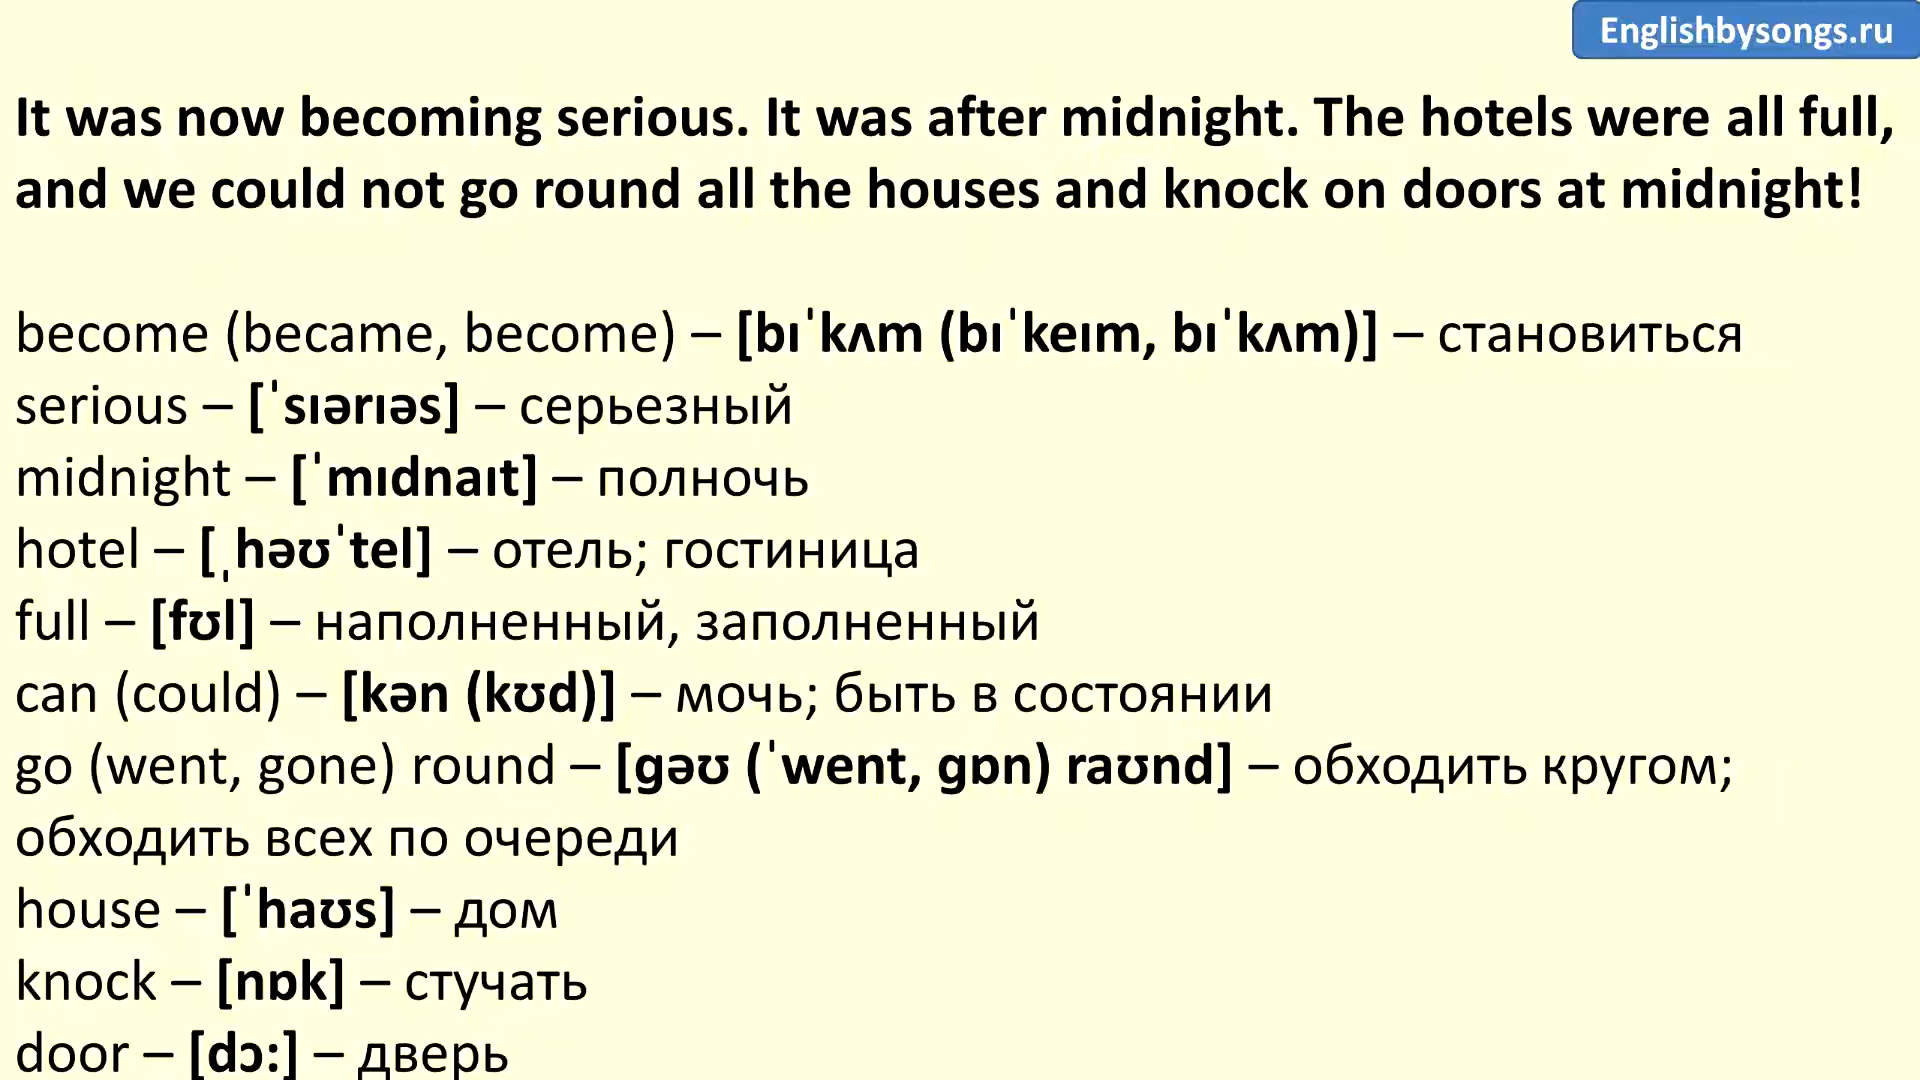 Englishbysongs.ru
It was now becoming serious. It was after midnight. The hotels were all full,
and we could not go round all the houses and knock on doors at midnight!
become (became, become) – [bɪˈkʌm (bɪˈkeɪm, bɪˈkʌm)] – становиться
serious – [ˈsɪərɪəs] – серьезный
midnight – [ˈmɪdnaɪt] – полночь
hotel – [ˌhəʊˈtel] – отель; гостиница
full – [fʊl] – наполненный, заполненный
can (could) – [kən (kʊd)] – мочь; быть в состоянии
go (went, gone) round – [gəʊ (ˈwent, gɒn) raʊnd] – обходить кругом;
обходить всех по очереди
house – [ˈhaʊs] – дом
knock – [nɒk] – стучать
door – [dɔ:] – дверь